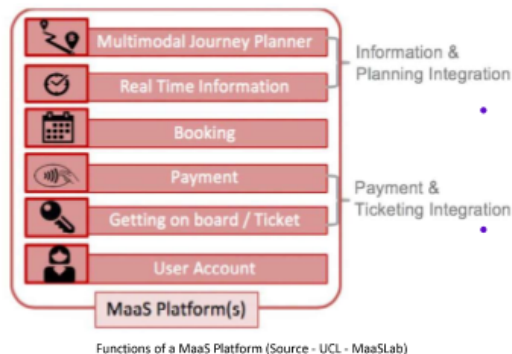 Multimodal Journey Planner
Real Time Information
Booking
Payment
Getting on board / Ticket
User Account
MaaS Platform(s)
Information &
Planning Integration
Payment &
Ticketing Integration
Functions of a MaaS Platform (Source - UCL - MaaSLab)